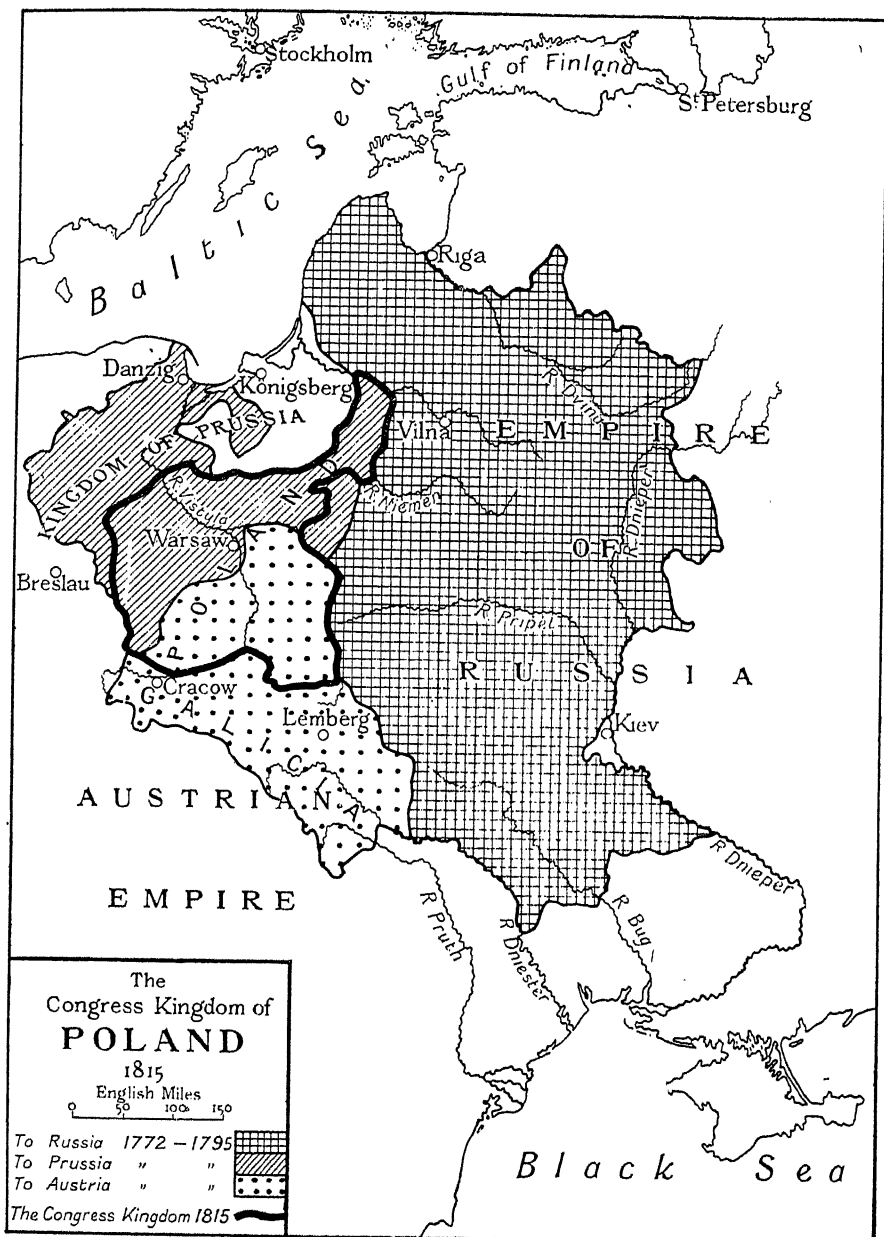 Stockholm
Gulf of Finland
St Petersburg
Baltic Sea
Riga
Danzig
Königsberg
R Dvina
KINGDOM OF PRUSSIA
Vilna
EMPIRE
R Niemen
R Dnieper
R Viscula
POLAND
Warsaw
OF
Breslau
R Pripet
RUSSIA
Cracow
GALICIA
Lemberg
Kiev
AUSTRIAN
EMPIRE
R Dnieper
R Pruth
R Dniester
R Bug
Black Sea
The
Congress Kingdom of
POLAND
1815
English Miles
0 50 100 150
To Russia 1772 – 1795
To Prussia " "
To Austria " "
The Congress Kingdom 1815